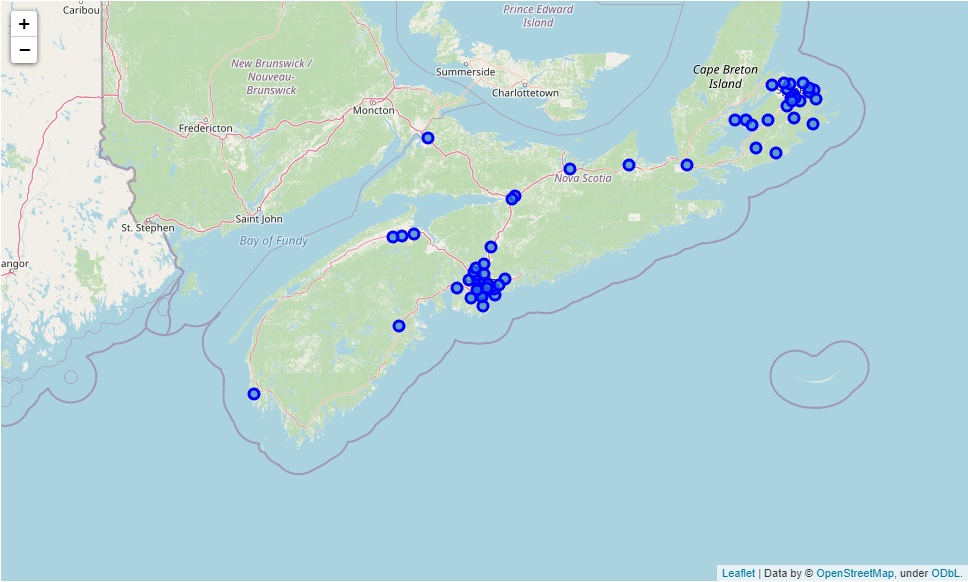 +
−
Caribou
Prince Edward
Island
New Brunswick /
Nouveau-
Brunswick
Summerside
Charlottetown
Cape Breton
Island
Moncton
Fredericton
Nova Scotia
Saint John
St. Stephen
Bay of Fundy
angor
Leaflet | Data by © OpenStreetMap, under ODbL.